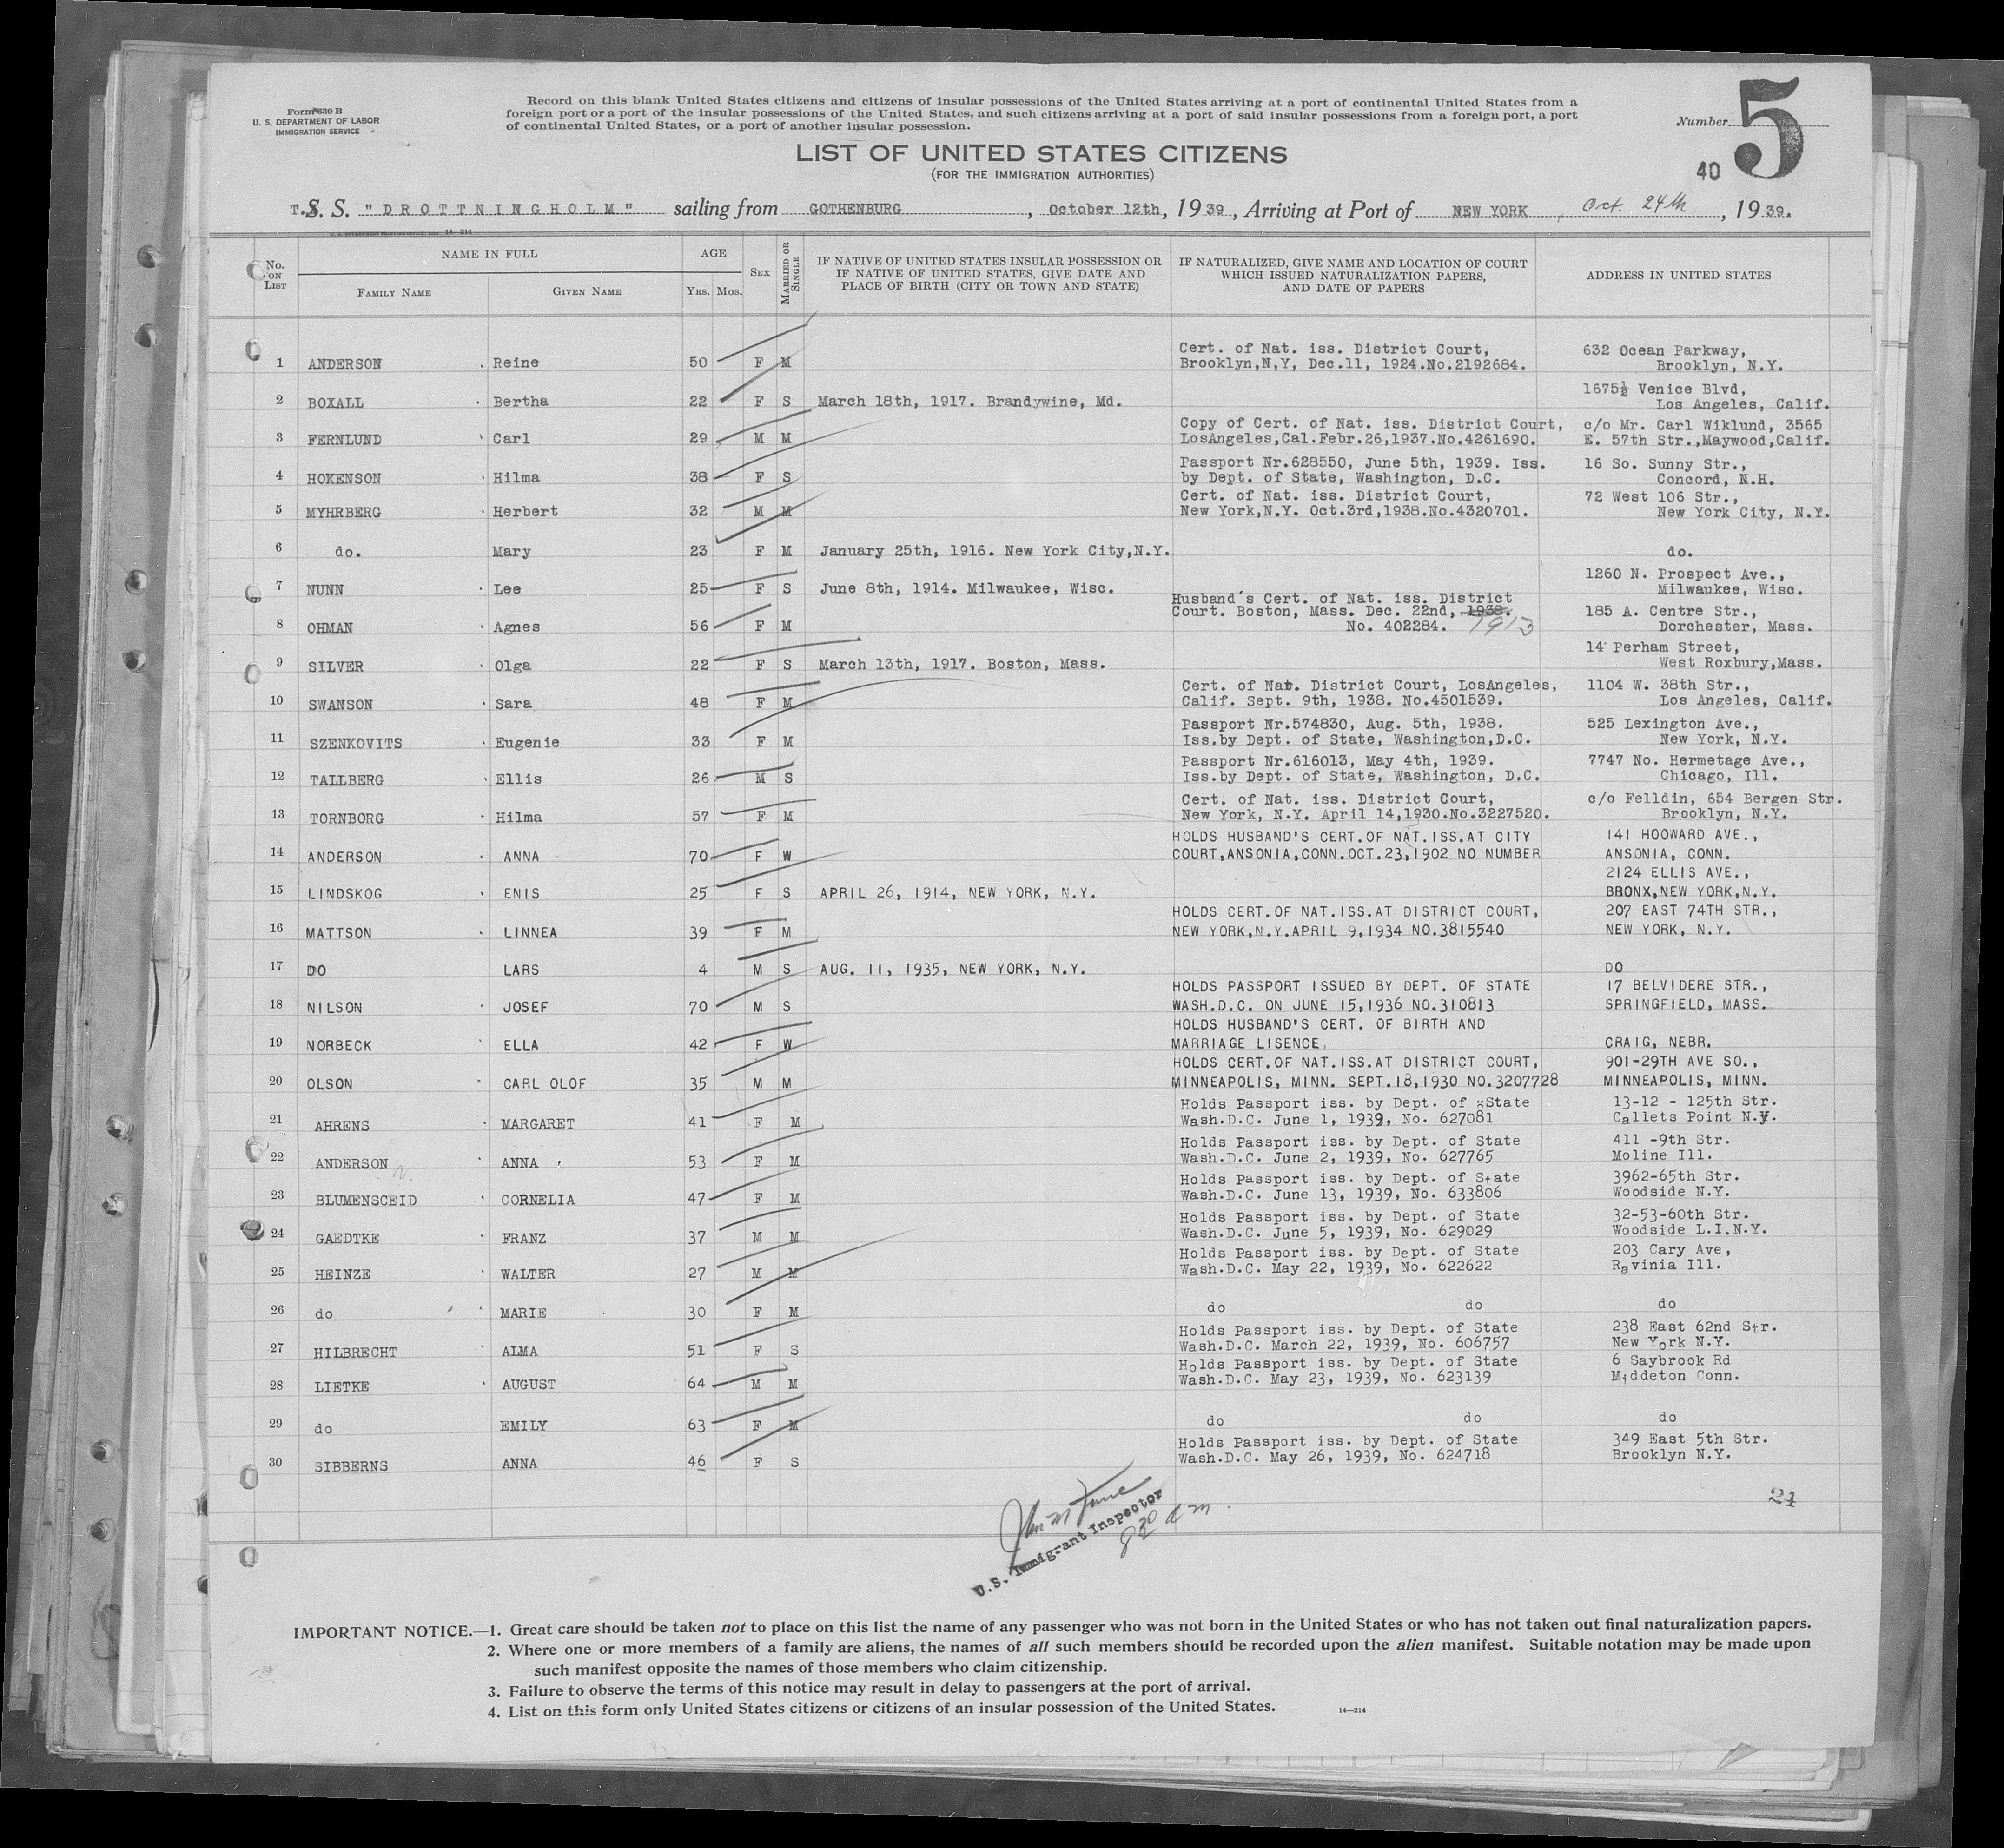 Form 630 B
U. S. DEPARTMENT OF LABOR
IMMIGRATION SERVICE
Record on this blank United States citizens and citizens of insular possessions of the United States arriving at a port of continental United States from a
foreign port or a port of the insular possessions of the United States, and such citizens arriving at a port of said insular possessions from a foreign port, a port
of continental United States, or a port of another insular possession.
Number 5
LIST OF UNITED STATES CITIZENS
(FOR THE IMMIGRATION AUTHORITIES)
40
T.S. S. "DROTTNINGHOLM" sailing from GOTHENBURG, October 12th, 1939, Arriving at Port of NEW YORK, Oct. 24th, 1939.
14-214
No. ON LIST
NAME IN FULL
FAMILY NAME GIVEN NAME
AGE
YRS. MOS.
SEX
MARRIED OR SINGLE
IF NATIVE OF UNITED STATES INSULAR POSSESSION OR
IF NATIVE OF UNITED STATES, GIVE DATE AND
PLACE OF BIRTH (CITY OR TOWN AND STATE)
IF NATURALIZED, GIVE NAME AND LOCATION OF COURT
WHICH ISSUED NATURALIZATION PAPERS,
AND DATE OF PAPERS
ADDRESS IN UNITED STATES
Cert. of Nat. iss. District Court, 632 Ocean Parkway,
1 ANDERSON Reine 50 F M Brooklyn,N,Y, Dec.11, 1924.No.2192684. Brooklyn, N.Y.
1675½ Venice Blvd,
2 BOXALL Bertha 22 F S March 18th, 1917. Brandywine, Md. Los Angeles, Calif.
Copy of Cert. of Nat. iss. District Court, c/o Mr. Carl Wiklund, 3565
3 FERNLUND Carl 29 M M LosAngeles,Cal.Febr.26,1937.No.4261690. E. 57th Str.,Maywood,Calif.
Passport Nr.628550, June 5th, 1939. Iss. 16 So. Sunny Str.,
4 HOKENSON Hilma 38 F S by Dept. of State, Washington, D.C. Concord, N.H.
Cert. of Nat. iss. District Court, 72 West 106 Str.,
5 MYHRBERG Herbert 32 M M New York,N.Y. Oct.3rd,1938.No.4320701. New York City, N.Y.
6 do. Mary 23 F M January 25th, 1916. New York City,N.Y. do.
1260 N. Prospect Ave.,
7 NUNN Lee 25 F S June 8th, 1914. Milwaukee, Wisc. Milwaukee, Wisc.
Husband's Cert. of Nat. iss. District
Court. Boston, Mass. Dec. 22nd, 1938. 185 A. Centre Str.,
8 OHMAN Agnes 56 F M No. 402284. 1913 Dorchester, Mass.
14 Perham Street,
9 SILVER Olga 22 F S March 13th, 1917. Boston, Mass. West Roxbury,Mass.
Cert. of Nat. District Court, LosAngeles, 1104 W. 38th Str.,
10 SWANSON Sara 48 F M Calif. Sept. 9th, 1938. No.4501539. Los Angeles, Calif.
Passport Nr.574830, Aug. 5th, 1938. 525 Lexington Ave.,
11 SZENKOVITS Eugenie 33 F M Iss.by Dept. of State, Washington,D.C. New York, N.Y.
Passport Nr.616013, May 4th, 1939. 7747 No. Hermetage Ave.,
12 TALLBERG Ellis 26 M S Iss.by Dept. of State, Washington, D.C. Chicago, Ill.
Cert. of Nat. iss. District Court, c/o Felldin, 654 Bergen Str.
13 TORNBORG Hilma 57 F M New York, N.Y. April 14,1930.No.3227520. Brooklyn, N.Y.
HOLDS HUSBAND'S CERT.OF NAT.ISS.AT CITY 141 HOOWARD AVE.,
14 ANDERSON ANNA 70 F W COURT,ANSONIA,CONN.OCT.23,1902 NO NUMBER ANSONIA, CONN.
2124 ELLIS AVE.,
15 LINDSKOG ENIS 25 F S APRIL 26, 1914, NEW YORK, N.Y. BRONX,NEW YORK,N.Y.
HOLDS CERT.OF NAT.ISS.AT DISTRICT COURT, 207 EAST 74TH STR.,
16 MATTSON LINNEA 39 F M NEW YORK,N.Y.APRIL 9,1934 NO.3815540 NEW YORK, N.Y.
17 DO LARS 4 M S AUG. 11, 1935, NEW YORK, N.Y. DO
HOLDS PASSPORT ISSUED BY DEPT. OF STATE 17 BELVIDERE STR.,
18 NILSON JOSEF 70 M S WASH.D.C. ON JUNE 15,1936 NO.310813 SPRINGFIELD, MASS.
HOLDS HUSBAND'S CERT. OF BIRTH AND
19 NORBECK ELLA 42 F W MARRIAGE LISENCE. CRAIG, NEBR.
HOLDS CERT.OF NAT.ISS.AT DISTRICT COURT, 901-29TH AVE SO.,
20 OLSON CARL OLOF 35 M M MINNEAPOLIS, MINN. SEPT.18,1930 NO.3207728 MINNEAPOLIS, MINN.
Holds Passport iss. by Dept. of xState 13-12 - 125th Str.
21 AHRENS MARGARET 41 F M Wash.D.C. June 1, 1939, No. 627081 Callets Point N.Y.
Holds Passport iss. by Dept. of State 411 -9th Str.
22 ANDERSON ANNA 53 F M Wash.D.C. June 2, 1939, No. 627765 Moline Ill.
Holds Passport iss. by Dept. of State 3962-65th Str.
23 BLUMENSCEID CORNELIA 47 F M Wash.D.C. June 13, 1939, No. 633806 Woodside N.Y.
Holds Passport iss. by Dept. of State 32-53-60th Str.
24 GAEDTKE FRANZ 37 M M Wash.D.C. June 5, 1939, No. 629029 Woodside L.I.N.Y.
Holds Passport iss. by Dept. of State 203 Cary Ave,
25 HEINZE WALTER 27 M M Wash.D.C. May 22, 1939, No. 622622 Ravinia Ill.
26 do MARIE 30 F M do do do
Holds Passport iss. by Dept. of State 238 East 62nd Str.
27 HILBRECHT ALMA 51 F S Wash.D.C. March 22, 1939, No. 606757 New York N.Y.
Holds Passport iss. by Dept. of State 6 Saybrook Rd
28 LIETKE AUGUST 64 M M Wash.D.C. May 23, 1939, No. 623139 Middeton Conn.
29 do EMILY 63 F M do do do
Holds Passport iss. by Dept. of State 349 East 5th Str.
30 SIBBERNS ANNA 46 F S Wash.D.C. May 26, 1939, No. 624718 Brooklyn N.Y.
24
U.S. Immigrant Inspector
8 30 am
IMPORTANT NOTICE.—1. Great care should be taken not to place on this list the name of any passenger who was not born in the United States or who has not taken out final naturalization papers.
2. Where one or more members of a family are aliens, the names of all such members should be recorded upon the alien manifest. Suitable notation may be made upon
such manifest opposite the names of those members who claim citizenship.
3. Failure to observe the terms of this notice may result in delay to passengers at the port of arrival.
4. List on this form only United States citizens or citizens of an insular possession of the United States.
14—214